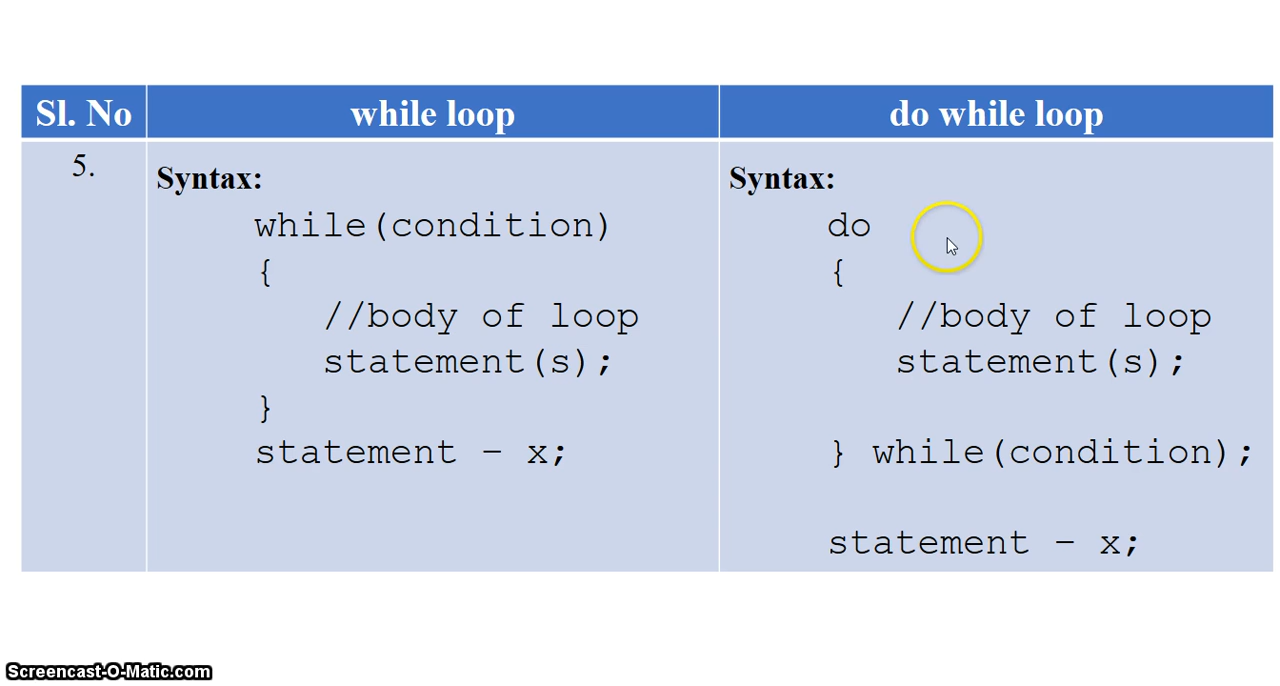 Sl. No while loop do while loop
5.
Syntax:
while(condition)
{
//body of loop
statement(s);
}
statement – x;
Syntax:
do
{
//body of loop
statement(s);
} while(condition);
statement – x;
Screencast-O-Matic.com